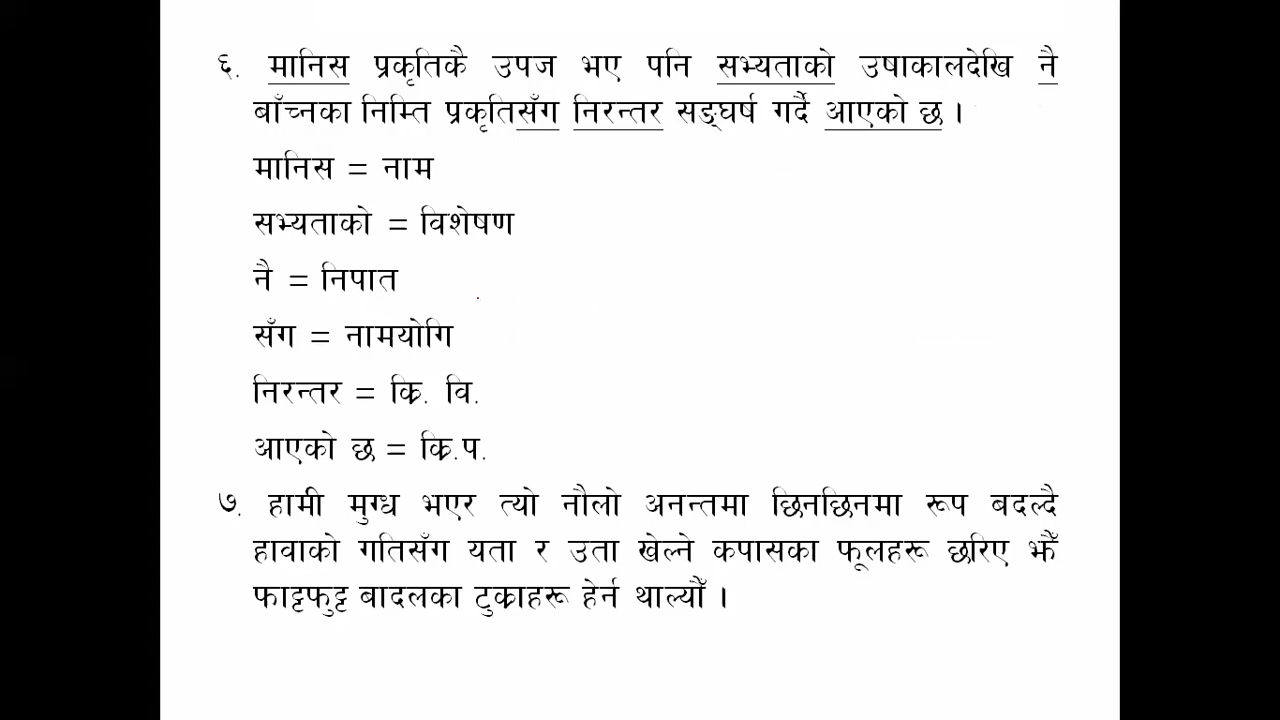 ६. मानिस प्रकृतिकै उपज भए पनि सभ्यताको उषाकालदेखि नै
बाँच्नका निम्ति प्रकृतिसँग निरन्तर सङ्घर्ष गर्दै आएको छ ।
मानिस = नाम
सभ्यताको = विशेषण
नै = निपात
सँग = नामयोगि
निरन्तर = क्रि. वि.
आएको छ = क्रि.प.
७. हामी मुग्ध भएर त्यो नौलो अनन्तमा छिनछिनमा रूप बदल्दै
हावाको गतिसँग यता र उता खेल्ने कपासका फूलहरू छरिए झैँ
फाट्टफुट्ट बादलका टुक्राहरू हेर्न थाल्यौँ ।